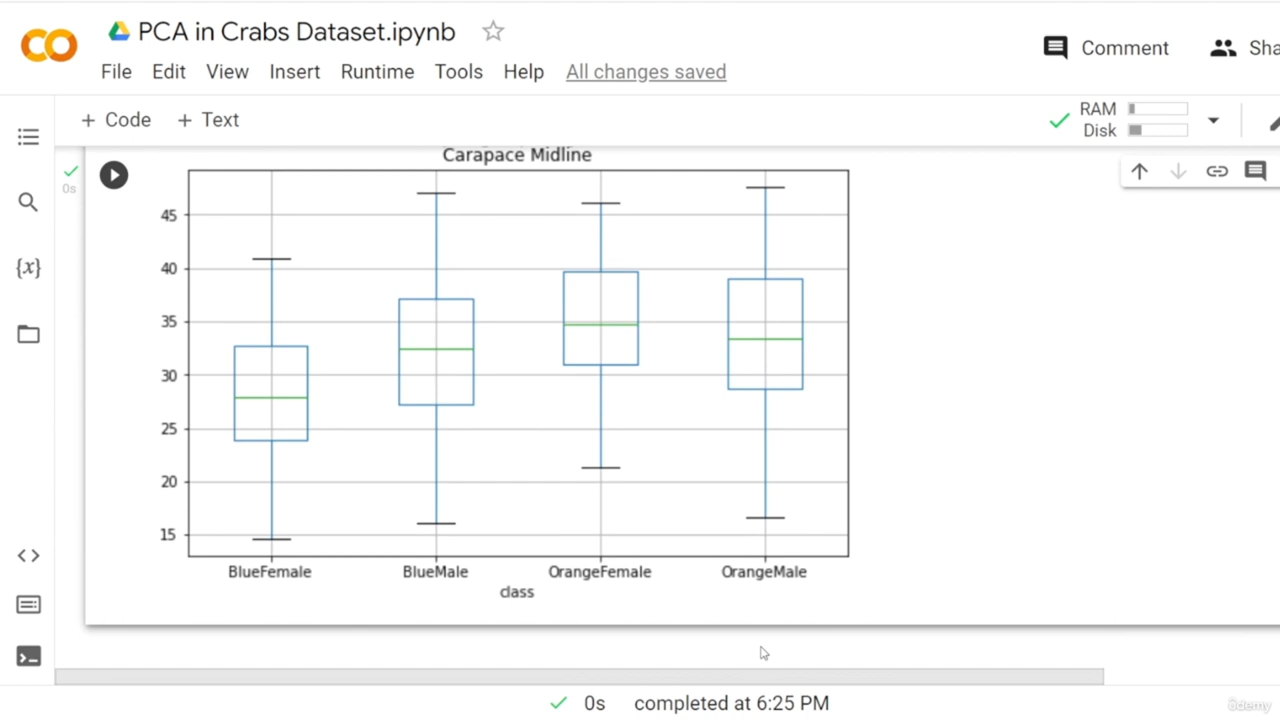 PCA in Crabs Dataset.ipynb
File Edit View Insert Runtime Tools Help All changes saved
Comment
Sha
+ Code + Text
RAM
Disk
0s
Carapace Midline
45
40
35
30
25
20
15
BlueFemale BlueMale OrangeFemale OrangeMale
class
{x}
0s completed at 6:25 PM
ûdemy